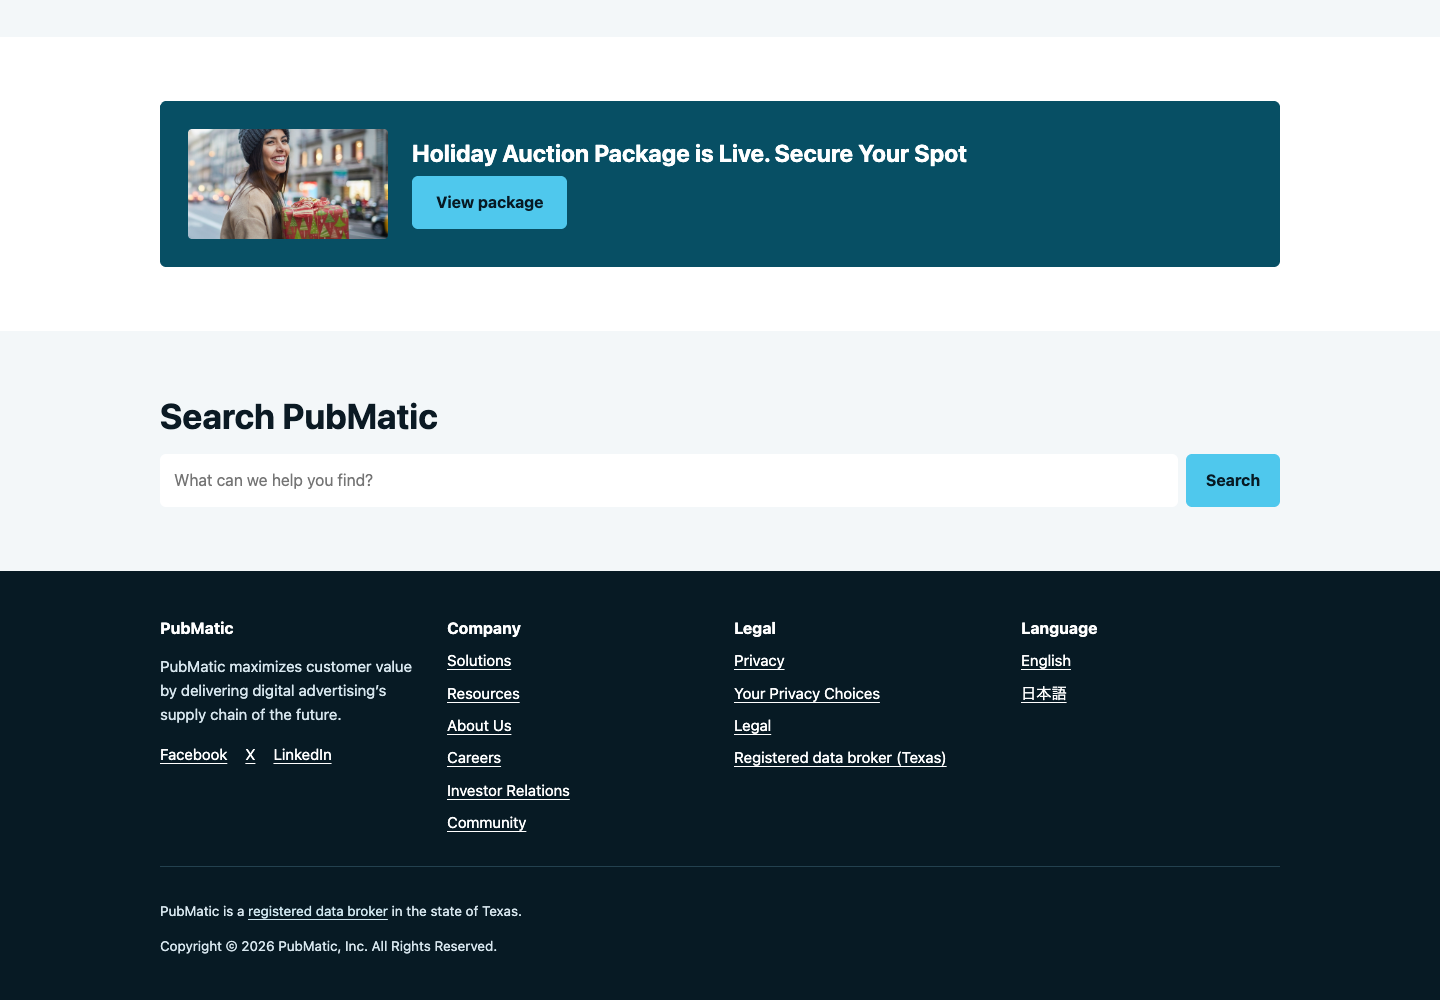 Holiday Auction Package is Live. Secure Your Spot
View package
Search PubMatic
What can we help you find?
Search
PubMatic
PubMatic maximizes customer value
by delivering digital advertising’s
supply chain of the future.
Facebook X LinkedIn
Company
Solutions
Resources
About Us
Careers
Investor Relations
Community
Legal
Privacy
Your Privacy Choices
Legal
Registered data broker (Texas)
Language
English
日本語
PubMatic is a registered data broker in the state of Texas.
Copyright © 2026 PubMatic, Inc. All Rights Reserved.